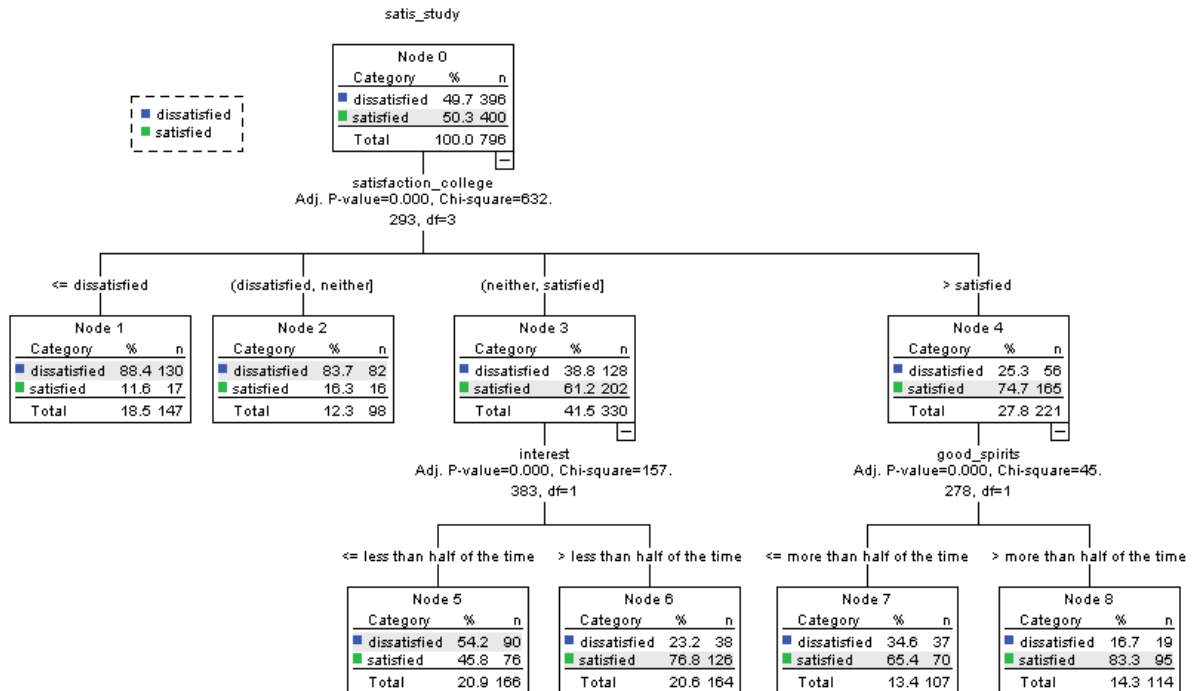 satis_study
dissatisfied
satisfied
Node 0
Category % n
dissatisfied 49.7 396
satisfied 50.3 400
Total 100.0 796
satisfaction_college
Adj. P-value=0.000, Chi-square=632.
293, df=3
<= dissatisfied
(dissatisfied, neither]
(neither, satisfied]
> satisfied
Node 1
Category % n
dissatisfied 88.4 130
satisfied 11.6 17
Total 18.5 147
Node 2
Category % n
dissatisfied 83.7 82
satisfied 16.3 16
Total 12.3 98
Node 3
Category % n
dissatisfied 38.8 128
satisfied 61.2 202
Total 41.5 330
Node 4
Category % n
dissatisfied 25.3 56
satisfied 74.7 165
Total 27.8 221
interest
Adj. P-value=0.000, Chi-square=157.
383, df=1
good_spirits
Adj. P-value=0.000, Chi-square=45.
278, df=1
<= less than half of the time
> less than half of the time
<= more than half of the time
> more than half of the time
Node 5
Category % n
dissatisfied 54.2 90
satisfied 45.8 76
Total 20.9 166
Node 6
Category % n
dissatisfied 23.2 38
satisfied 76.8 126
Total 20.6 164
Node 7
Category % n
dissatisfied 34.6 37
satisfied 65.4 70
Total 13.4 107
Node 8
Category % n
dissatisfied 16.7 19
satisfied 83.3 95
Total 14.3 114